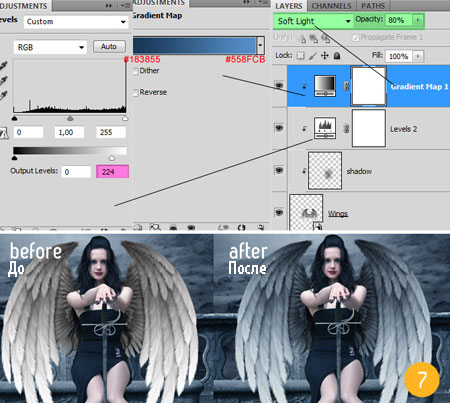 ADJUSTMENTS
Levels Custom
RGB Auto
0 1,00 255
Output Levels: 0 224
ADJUSTMENTS
Gradient Map
#183855 #558FCB
Dither
Reverse
LAYERS CHANNELS PATHS
Soft Light Opacity: 80%
Unify: Propagate Frame 1
Lock: Fill: 100%
Gradient Map 1
Levels 2
shadow
Wings
before
До
after
После
7